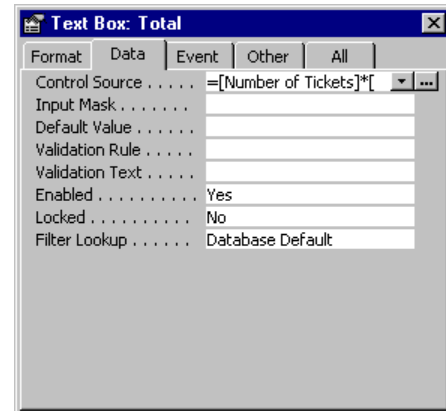 Text Box: Total
Format Data Event Other All
Control Source . . . . . =[Number of Tickets]*[ ...
Input Mask . . . . . . .
Default Value . . . . . .
Validation Rule . . . . .
Validation Text . . . . .
Enabled . . . . . . . . . . Yes
Locked . . . . . . . . . . No
Filter Lookup . . . . . . Database Default